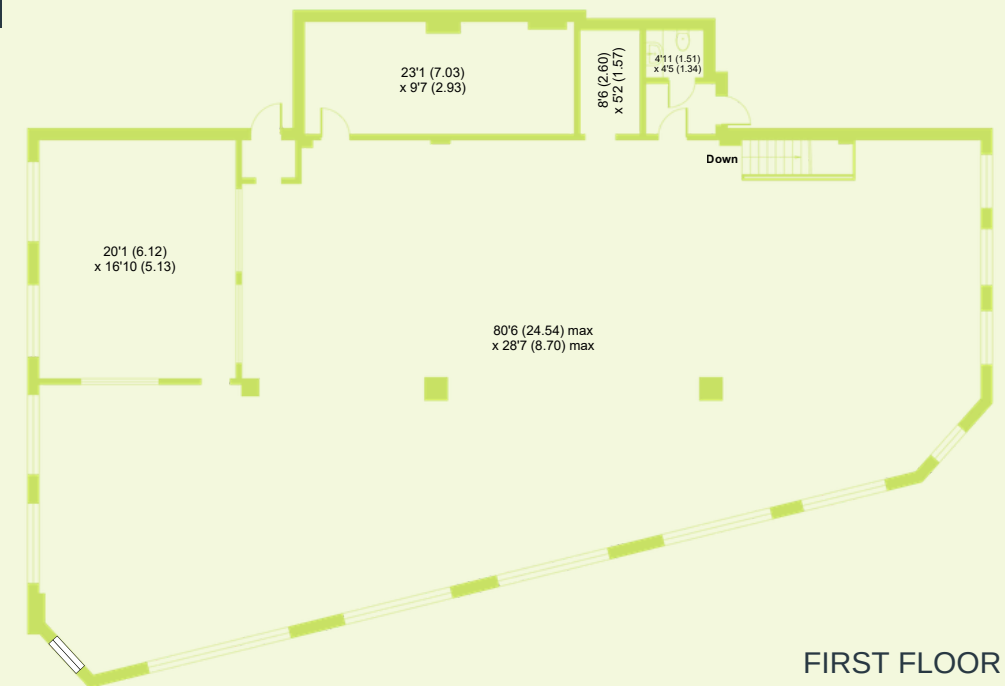 23'1 (7.03)
x 9'7 (2.93)
8'6 (2.60)
x 5'2 (1.57)
4'11 (1.51)
x 4'5 (1.34)
Down
20'1 (6.12)
x 16'10 (5.13)
80'6 (24.54) max
x 28'7 (8.70) max
FIRST FLOOR